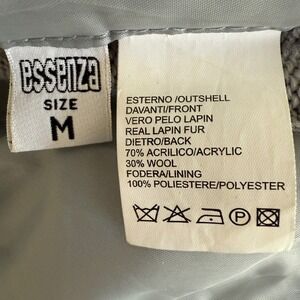 essenza
SIZE
M
ESTERNO /OUTSHELL
DAVANTI/FRONT
VERO PELO LAPIN
REAL LAPIN FUR
DIETRO/BACK
70% ACRILICO/ACRYLIC
30% WOOL
FODERA/LINING
100% POLIESTERE/POLYESTER
P